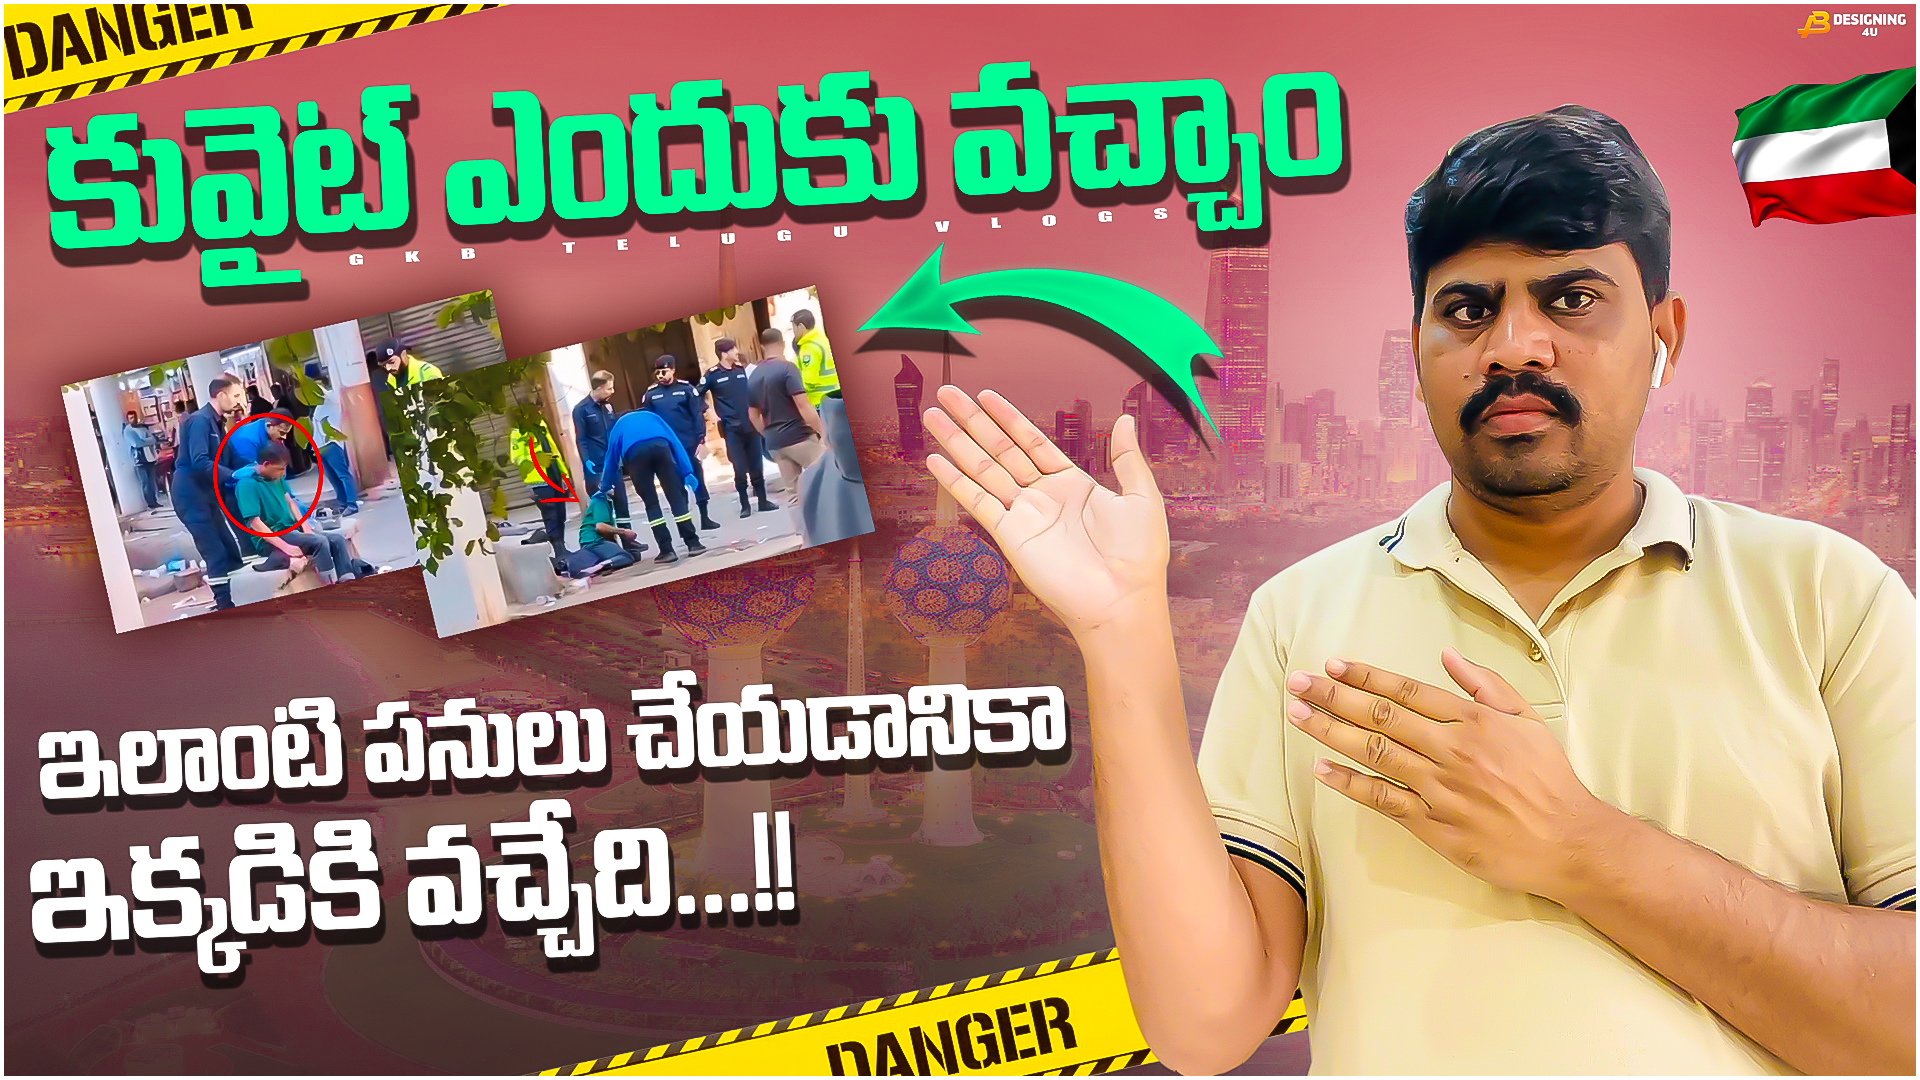 DANGER
B DESIGNING
4U
కువైట్ ఎందుకు వచ్చాం
GKB TELUGU VLOGS
ఇలాంటి పనులు చేయడానికా
ఇక్కడికి వచ్చేది...!!
DANGER